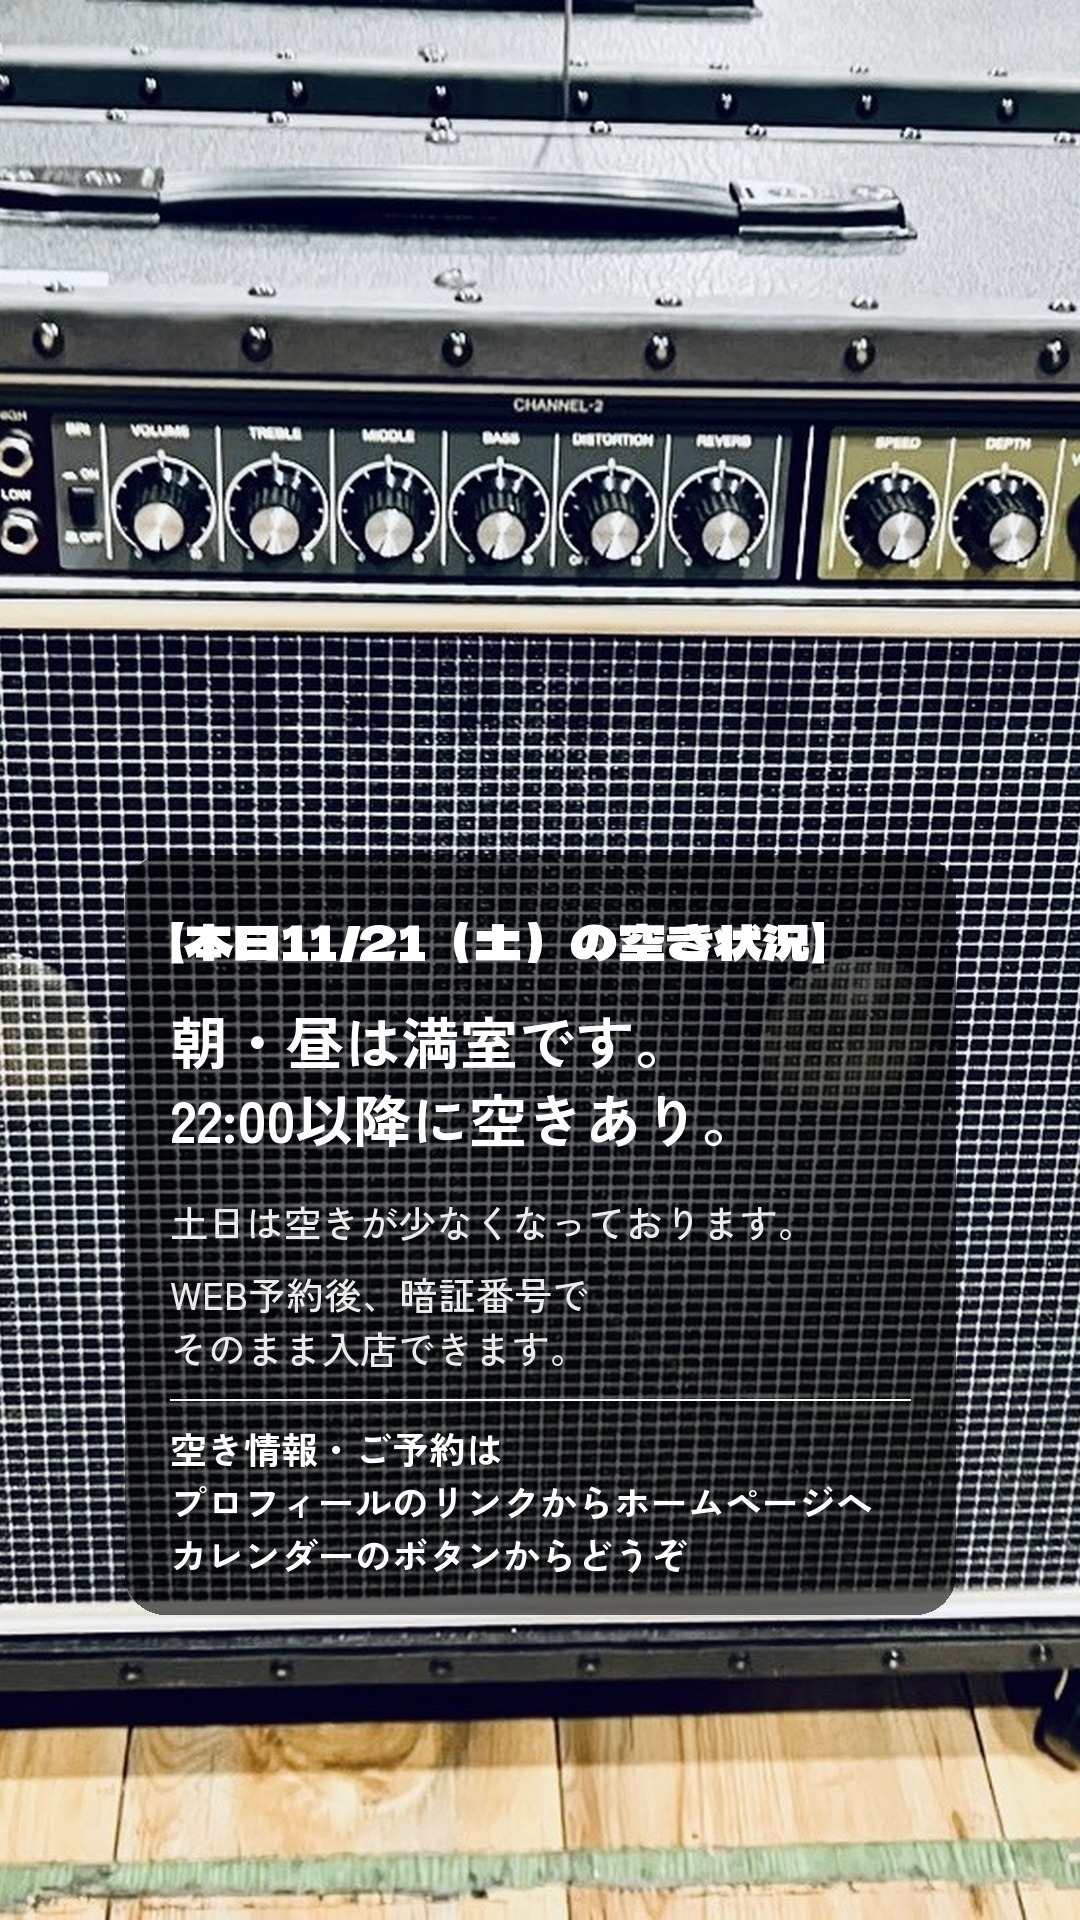 CHANNEL-2
HIGH
BRI
VOLUME
TREBLE
MIDDLE
BASS
DISTORTION
REVERB
SPEED
DEPTH
ON
LOW
OFF
【本日11/21（土）の空き状況】
朝・昼は満室です。
22:00以降に空きあり。
土日は空きが少なくなっております。
WEB予約後、暗証番号で
そのまま入店できます。
空き情報・ご予約は
プロフィールのリンクからホームページへ
カレンダーのボタンからどうぞ